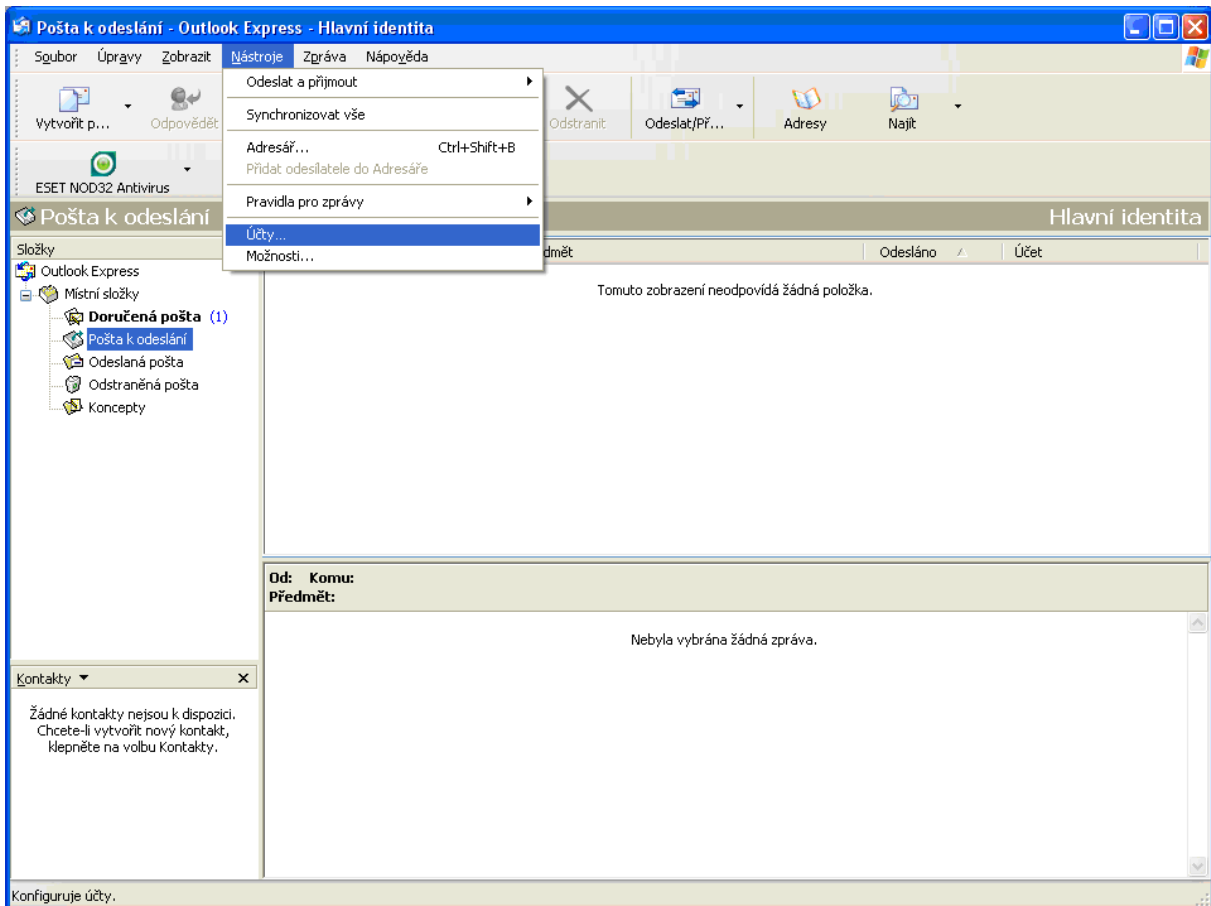 Pošta k odeslání - Outlook Express - Hlavní identita
Soubor Úpravy Zobrazit Nástroje Zpráva Nápověda
Vytvořit p... Odpovědět Odstranit Odeslat/Př... Adresy Najít
ESET NOD32 Antivirus
Odeslat a přijmout
Synchronizovat vše
Adresář... Ctrl+Shift+B
Přidat odesílatele do Adresáře
Pravidla pro zprávy
Účty...
Možnosti...
Pošta k odeslání Hlavní identita
Složky
dmět Odesláno Účet
Outlook Express
Místní složky
Doručená pošta (1)
Pošta k odeslání
Odeslaná pošta
Odstraněná pošta
Koncepty
Tomuto zobrazení neodpovídá žádná položka.
Od: Komu:
Předmět:
Nebyla vybrána žádná zpráva.
Kontakty
Žádné kontakty nejsou k dispozici.
Chcete-li vytvořit nový kontakt,
klepněte na volbu Kontakty.
Konfiguruje účty.